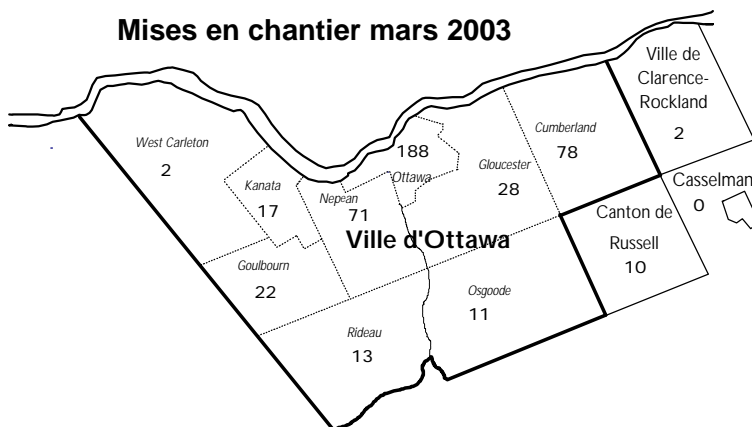 Mises en chantier mars 2003
Ville de
Clarence-
Rockland
2
West Carleton
2
Kanata
17
Nepean
71
188
Ottawa
Gloucester
28
Cumberland
78
Casselman
0
Canton de
Russell
10
Ville d'Ottawa
Goulbourn
22
Osgoode
11
Rideau
13